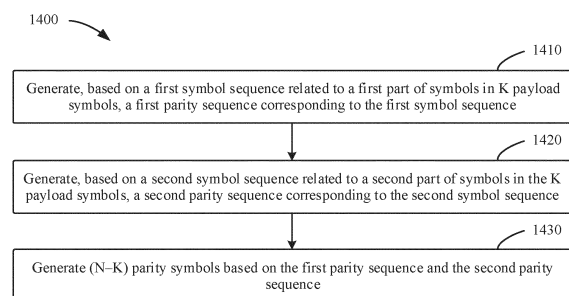 1400
1410
Generate, based on a first symbol sequence related to a first part of symbols in K payload
symbols, a first parity sequence corresponding to the first symbol sequence
1420
Generate, based on a second symbol sequence related to a second part of symbols in the K
payload symbols, a second parity sequence corresponding to the second symbol sequence
1430
Generate (N–K) parity symbols based on the first parity sequence and the second parity
sequence